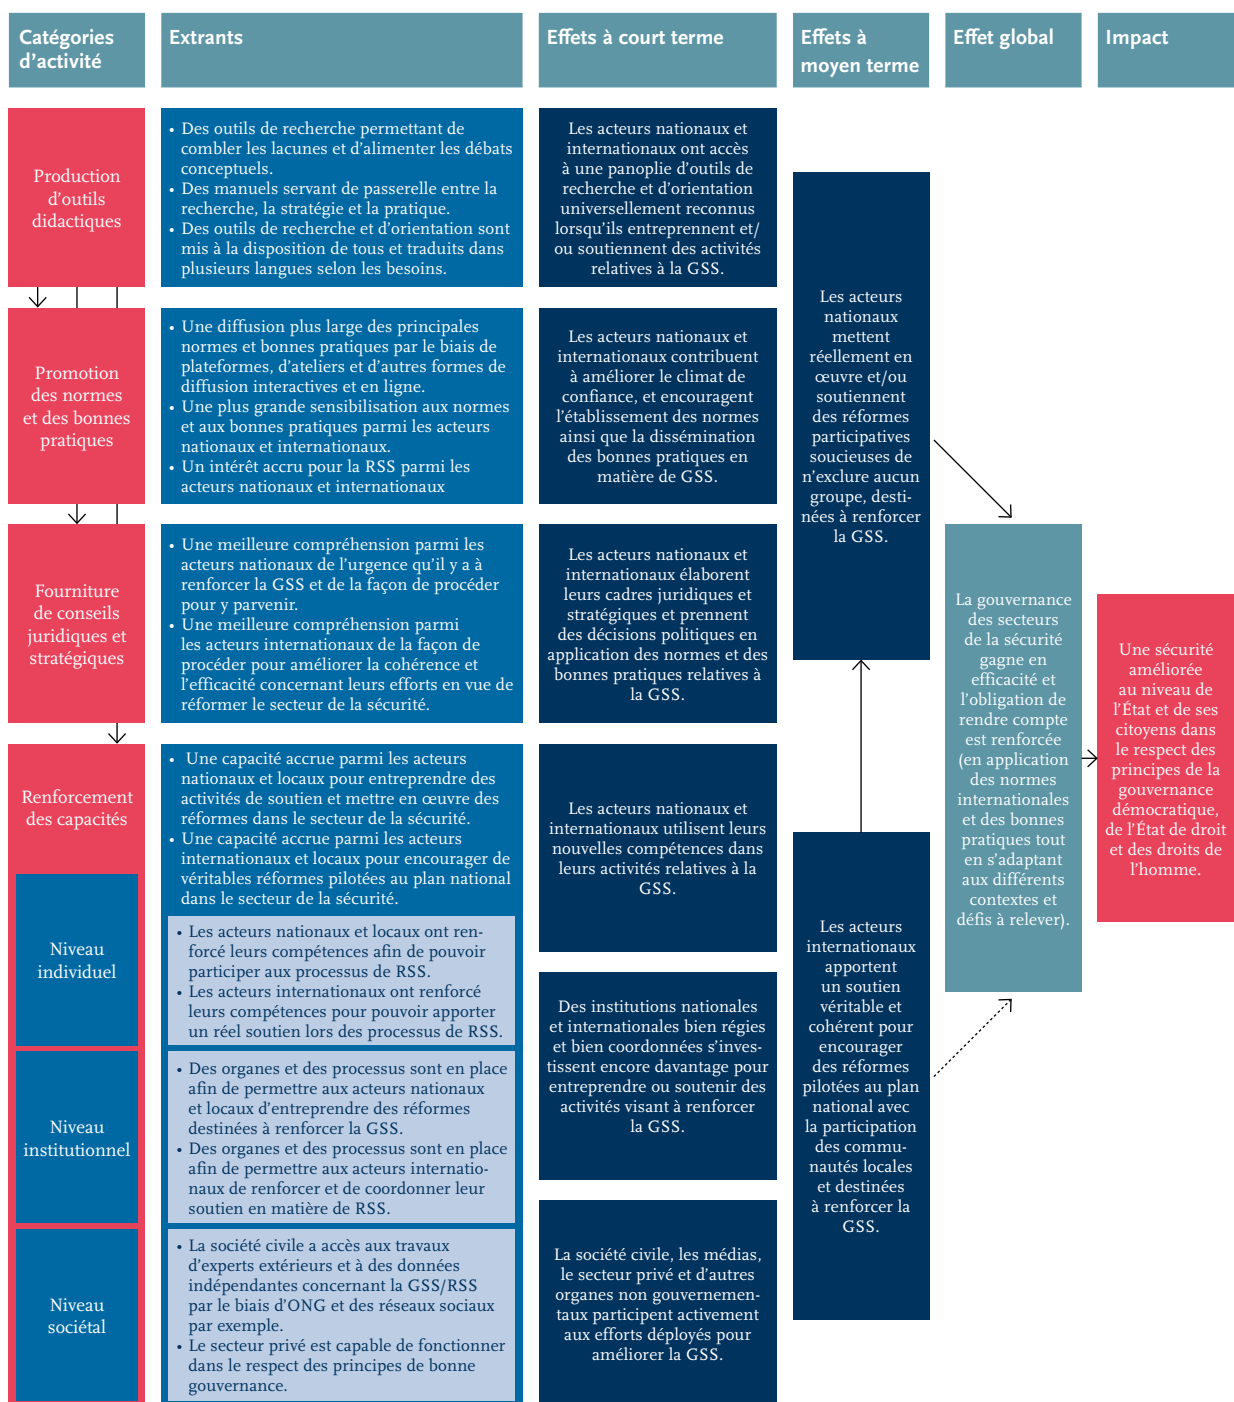 Catégories
d'activité
Extrants
Effets à court terme
Effets à
moyen terme
Effet global
Impact
Production
d'outils
didactiques
• Des outils de recherche permettant de
combler les lacunes et d'alimenter les débats
conceptuels.
• Des manuels servant de passerelle entre la
recherche, la stratégie et la pratique.
• Des outils de recherche et d'orientation sont
mis à la disposition de tous et traduits dans
plusieurs langues selon les besoins.
Les acteurs nationaux et
internationaux ont accès
à une panoplie d'outils de
recherche et d'orientation
universellement reconnus
lorsqu'ils entreprennent et/
ou soutiennent des activités
relatives à la GSS.
Promotion
des normes
et des bonnes
pratiques
• Une diffusion plus large des principales
normes et bonnes pratiques par le biais de
plateformes, d'ateliers et d'autres formes de
diffusion interactives et en ligne.
• Une plus grande sensibilisation aux normes
et aux bonnes pratiques parmi les acteurs
nationaux et internationaux.
• Un intérêt accru pour la RSS parmi les
acteurs nationaux et internationaux
Les acteurs nationaux et
internationaux contribuent
à améliorer le climat de
confiance, et encouragent
l'établissement des normes
ainsi que la dissémination
des bonnes pratiques en
matière de GSS.
Fourniture
de conseils
juridiques et
stratégiques
• Une meilleure compréhension parmi les
acteurs nationaux de l'urgence qu'il y a à
renforcer la GSS et de la façon de procéder
pour y parvenir.
• Une meilleure compréhension parmi
les acteurs internationaux de la façon de
procéder pour améliorer la cohérence et
l'efficacité concernant leurs efforts en vue de
réformer le secteur de la sécurité.
Les acteurs nationaux et
internationaux élaborent
leurs cadres juridiques et
stratégiques et prennent
des décisions politiques en
application des normes et des
bonnes pratiques relatives à
la GSS.
Renforcement
des capacités
• Une capacité accrue parmi les acteurs
nationaux et locaux pour entreprendre des
activités de soutien et mettre en œuvre des
réformes dans le secteur de la sécurité.
• Une capacité accrue parmi les acteurs
internationaux et locaux pour encourager de
véritables réformes pilotées au plan national
dans le secteur de la sécurité.
Les acteurs nationaux et
internationaux utilisent leurs
nouvelles compétences dans
leurs activités relatives à la
GSS.
Niveau
individuel
• Les acteurs nationaux et locaux ont ren-
forcé leurs compétences afin de pouvoir
participer aux processus de RSS.
• Les acteurs internationaux ont renforcé
leurs compétences pour pouvoir apporter
un réel soutien lors des processus de RSS.
Des institutions nationales
et internationales bien régies
et bien coordonnées s'inves-
tissent encore davantage pour
entreprendre ou soutenir des
activités visant à renforcer
la GSS.
Niveau
institutionnel
• Des organes et des processus sont en place
afin de permettre aux acteurs nationaux
et locaux d'entreprendre des réformes
destinées à renforcer la GSS.
• Des organes et des processus sont en place
afin de permettre aux acteurs internatio-
naux de renforcer et de coordonner leur
soutien en matière de RSS.
Niveau
sociétal
• La société civile a accès aux travaux
d'experts extérieurs et à des données
indépendantes concernant la GSS/RSS
par le biais d'ONG et des réseaux sociaux
par exemple.
• Le secteur privé est capable de fonctionner
dans le respect des principes de bonne
gouvernance.
La société civile, les médias,
le secteur privé et d'autres
organes non gouvernemen-
taux participent activement
aux efforts déployés pour
améliorer la GSS.
Les acteurs
nationaux
mettent
réellement en
œuvre et/ou
soutiennent
des réformes
participatives
soucieuses de
n'exclure aucun
groupe, desti-
nées à renforcer
la GSS.
Les acteurs
internationaux
apportent
un soutien
véritable et
cohérent pour
encourager
des réformes
pilotées au plan
national avec
la participation
des commu-
nautés locales
et destinées
à renforcer la
GSS.
La gouvernance
des secteurs
de la sécurité
gagne en
efficacité et
l'obligation de
rendre compte
est renforcée
(en application
des normes
internationales
et des bonnes
pratiques tout
en s'adaptant
aux différents
contextes et
défis à relever).
Une sécurité
améliorée
au niveau de
l'État et de ses
citoyens dans
le respect des
principes de la
gouvernance
démocratique,
de l'État de droit
et des droits de
l'homme.